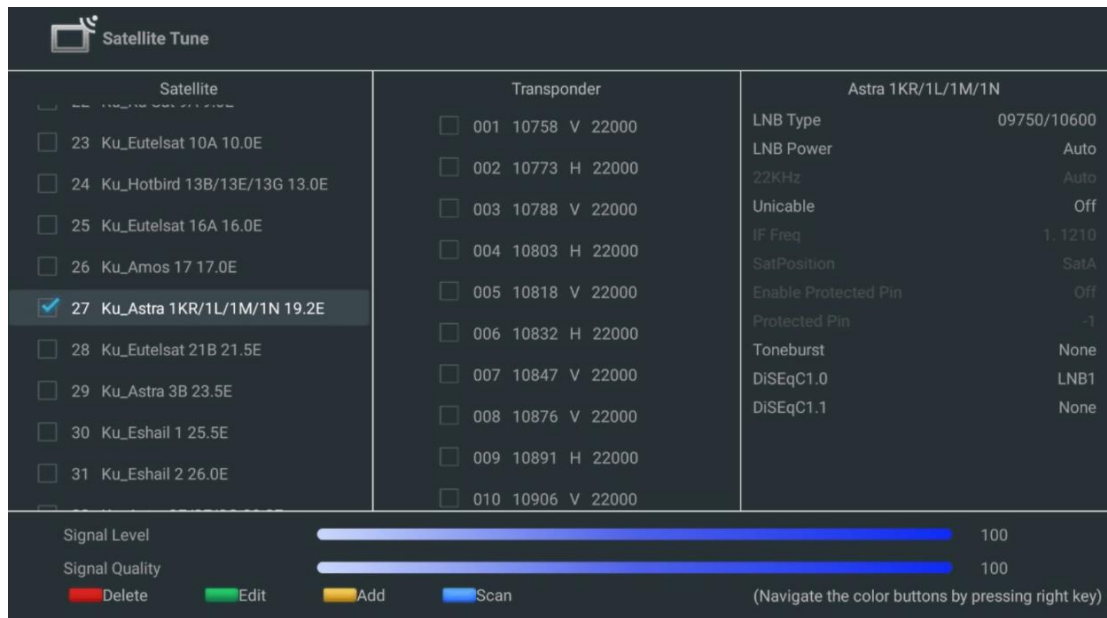 Satellite Tune
Satellite
23 Ku_Eutelsat 10A 10.0E
24 Ku_Hotbird 13B/13E/13G 13.0E
25 Ku_Eutelsat 16A 16.0E
26 Ku_Amos 17 17.0E
27 Ku_Astra 1KR/1L/1M/1N 19.2E
28 Ku_Eutelsat 21B 21.5E
29 Ku_Astra 3B 23.5E
30 Ku_Eshail 1 25.5E
31 Ku_Eshail 2 26.0E
Transponder
001 10758 V 22000
002 10773 H 22000
003 10788 V 22000
004 10803 H 22000
005 10818 V 22000
006 10832 H 22000
007 10847 V 22000
008 10876 V 22000
009 10891 H 22000
010 10906 V 22000
Astra 1KR/1L/1M/1N
LNB Type 09750/10600
LNB Power Auto
22KHz Auto
Unicable Off
IF Freq 1. 1210
SatPosition SatA
Enable Protected Pin Off
Protected Pin -1
Toneburst None
DiSEqC1.0 LNB1
DiSEqC1.1 None
Signal Level 100
Signal Quality 100
Delete Edit Add Scan (Navigate the color buttons by pressing right key)